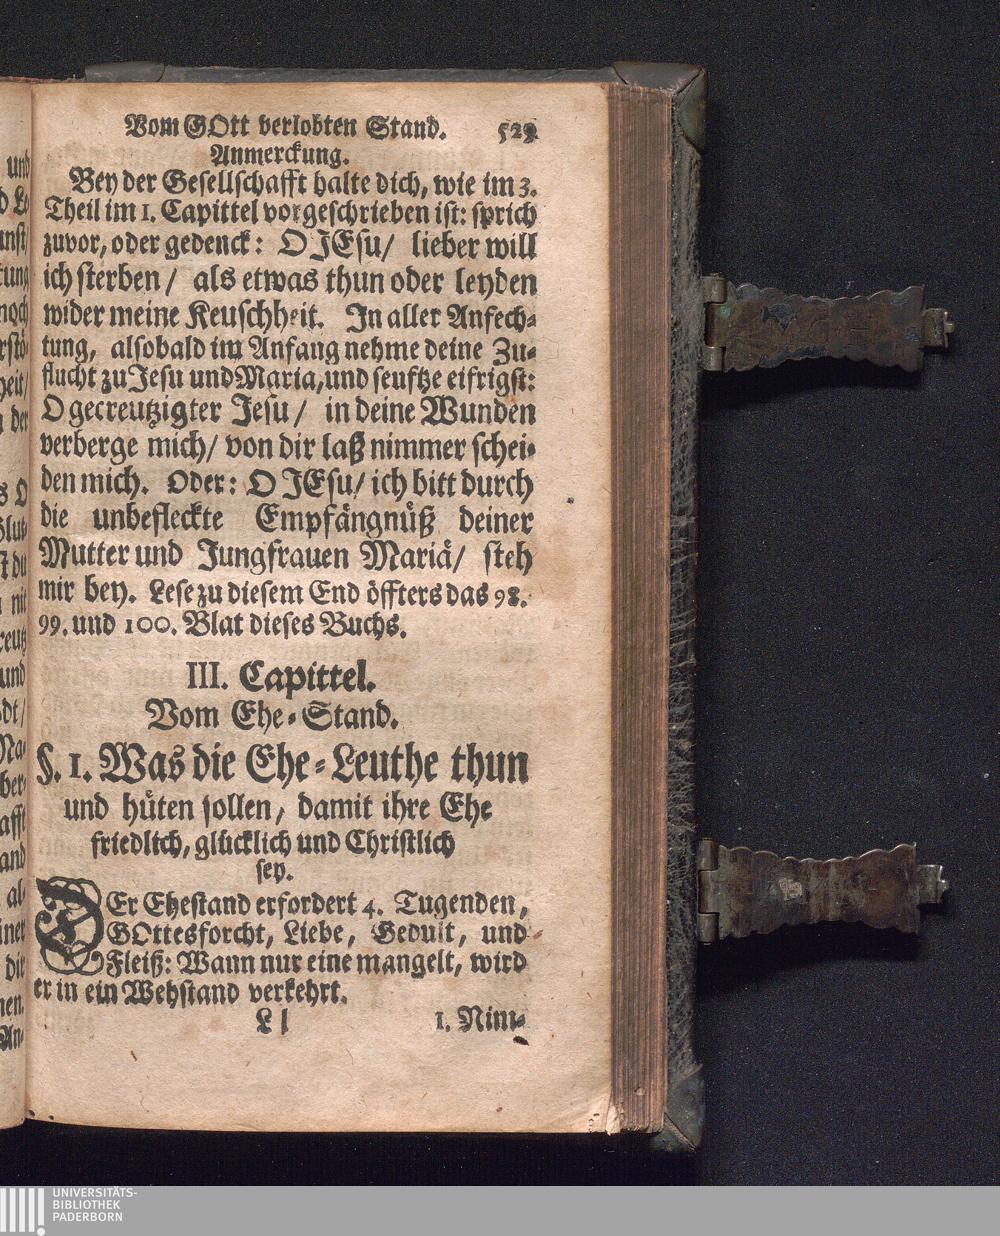 Vom GOtt verlobten Stand. 529
Anmerckung.
Bey der Gesellschafft halte dich, wie im 3.
Theil im 1. Capittel vorgeschrieben ist: sprich
zuvor, oder gedenck: O JEsu/ lieber will
ich sterben/ als etwas thun oder leyden
wider meine Keuschheit. In aller Anfech-
tung, alsobald im Anfang nehme deine Zu-
flucht zu Jesu und Maria, und seuftze eifrigst:
O gecreutzigter Jesu/ in deine Wunden
verberge mich/ von dir laß nimmer schei-
den mich. Oder: O JEsu/ ich bitt durch
die unbefleckte Empfängnüß deiner
Mutter und Jungfrauen Mariä/ steh
mir bey. Lese zu diesem End öffters das 98.
99. und 100. Blat dieses Buchs.
III. Capittel.
Vom Ehe-Stand.
§. 1. Was die Ehe-Leuthe thun
und hüten sollen, damit ihre Ehe
friedlich, glücklich und Christlich
sey.
DEr Ehestand erfordert 4. Tugenden,
GOttesforcht, Liebe, Gedult, und
Fleiß: Wann nur eine mangelt, wird
er in ein Wehstand verkehrt.
Ll 1. Nim-
UNIVERSITÄTS-
BIBLIOTHEK
PADERBORN